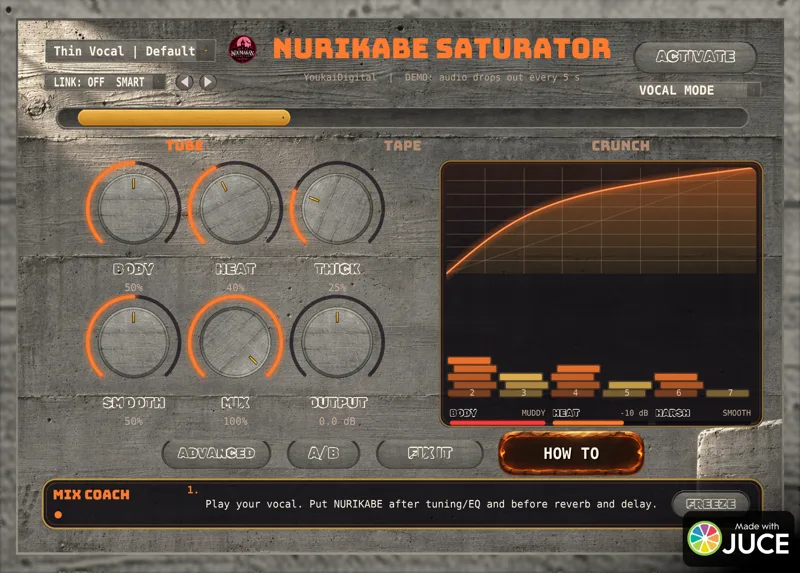 Thin Vocal | Default
NURIKABE SATURATOR
ACTIVATE
LINK: OFF SMART
YoukaiDigital | DEMO: audio drops out every 5 s
VOCAL MODE
TUBE TAPE CRUNCH
BODY HEAT THICK
50% 40% 25%
SMOOTH MIX OUTPUT
50% 100% 0.0 dB
2 3 4 5 6 7
BODY MUDDY HEAT -10 dB HARSH SMOOTH
ADVANCED A/B FIX IT HOW TO
MIX COACH
1. Play your vocal. Put NURIKABE after tuning/EQ and before reverb and delay.
FREEZE
Made with
JUCE